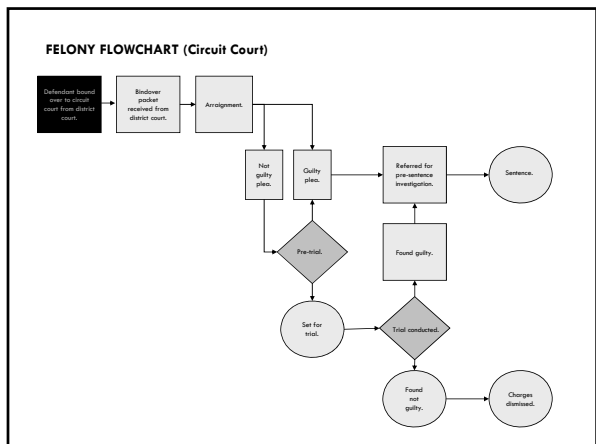 FELONY FLOWCHART (Circuit Court)
Defendant bound
over to circuit
court from district
court.
Bindover
packet
received from
district court.
Arraignment.
Not
guilty
plea.
Guilty
plea.
Referred for
pre-sentence
investigation.
Sentence.
Pre-trial.
Found guilty.
Set for
trial.
Trial conducted.
Found
not
guilty.
Charges
dismissed.